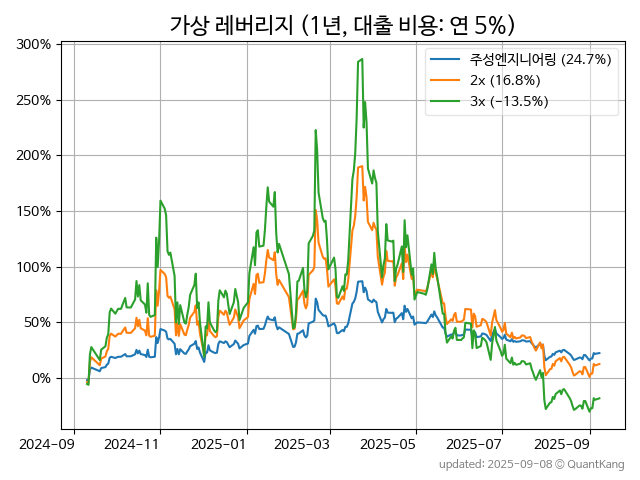 가상 레버리지 (1년, 대출 비용: 연 5%)
주성엔지니어링 (24.7%)
2x (16.8%)
3x (−13.5%)
300%
250%
200%
150%
100%
50%
0%
2024-09 2024-11 2025-01 2025-03 2025-05 2025-07 2025-09
updated: 2025-09-08 © QuantKang